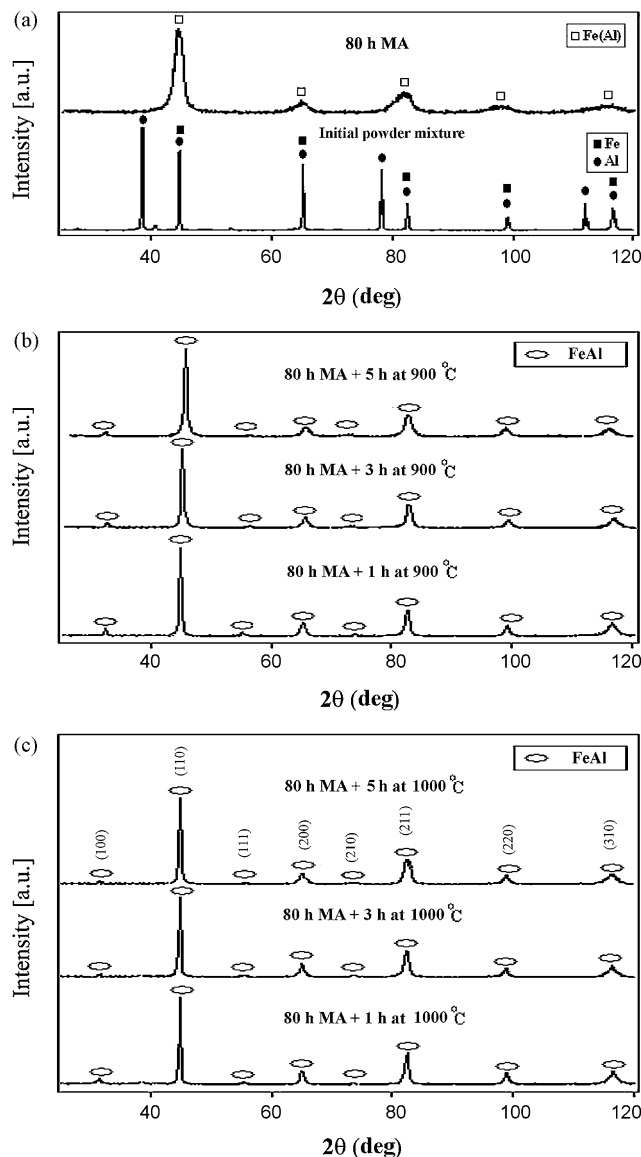 (a)
80 h MA
Fe(Al)
Initial powder mixture
Fe
Al
Intensity [a.u.]
40 60 80 100 120
2θ (deg)
(b)
FeAl
80 h MA + 5 h at 900 °C
80 h MA + 3 h at 900 °C
80 h MA + 1 h at 900 °C
Intensity [a.u.]
40 60 80 100 120
2θ (deg)
(c)
FeAl
80 h MA + 5 h at 1000 °C
(100) (110) (111) (200) (210) (211) (220) (310)
80 h MA + 3 h at 1000 °C
80 h MA + 1 h at 1000 °C
Intensity [a.u.]
40 60 80 100 120
2θ (deg)